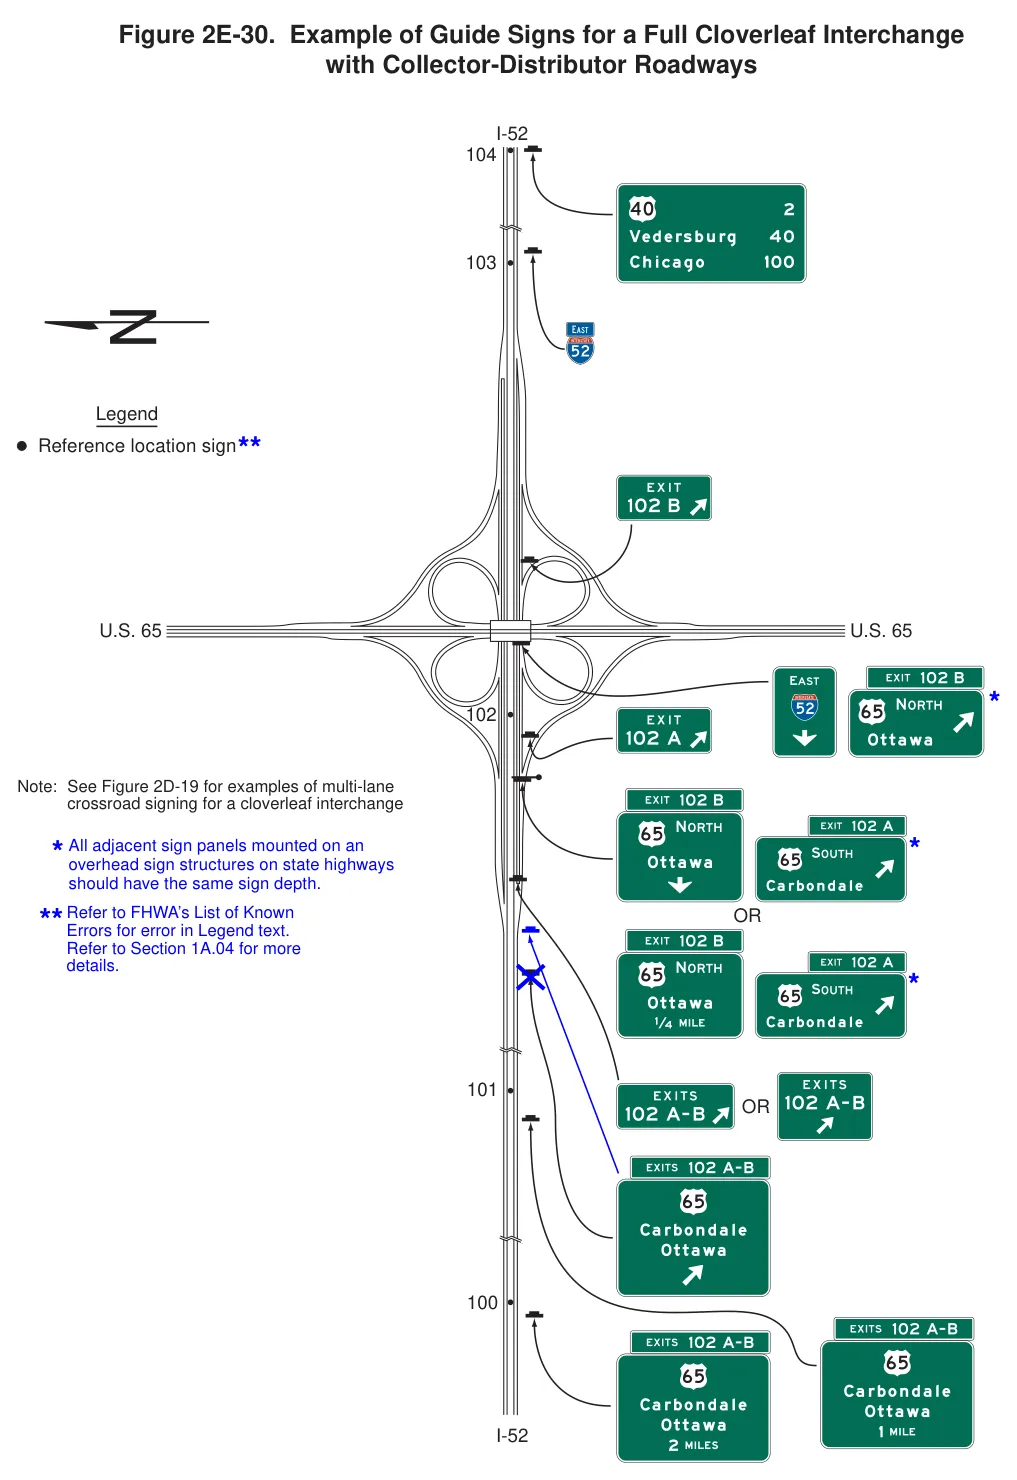 Figure 2E-30. Example of Guide Signs for a Full Cloverleaf Interchange
with Collector-Distributor Roadways
I-52
104
40 2
Vedersburg 40
Chicago 100
103
EAST
INTERSTATE
52
N
Legend
Reference location sign**
EXIT
102 B
U.S. 65
U.S. 65
EAST
INTERSTATE
52
EXIT 102 B
65 NORTH
Ottawa
*
102
EXIT
102 A
Note: See Figure 2D-19 for examples of multi-lane
crossroad signing for a cloverleaf interchange
EXIT 102 B
65 NORTH
Ottawa
EXIT 102 A
65 SOUTH
Carbondale
*
* All adjacent sign panels mounted on an
overhead sign structures on state highways
should have the same sign depth.
** Refer to FHWA's List of Known
Errors for error in Legend text.
Refer to Section 1A.04 for more
details.
OR
EXIT 102 B
65 NORTH
Ottawa
1/4 MILE
EXIT 102 A
65 SOUTH
Carbondale
*
101
EXITS
102 A-B
OR
EXITS
102 A-B
EXITS 102 A-B
65
Carbondale
Ottawa
100
EXITS 102 A-B
65
Carbondale
Ottawa
2 MILES
EXITS 102 A-B
65
Carbondale
Ottawa
1 MILE
I-52